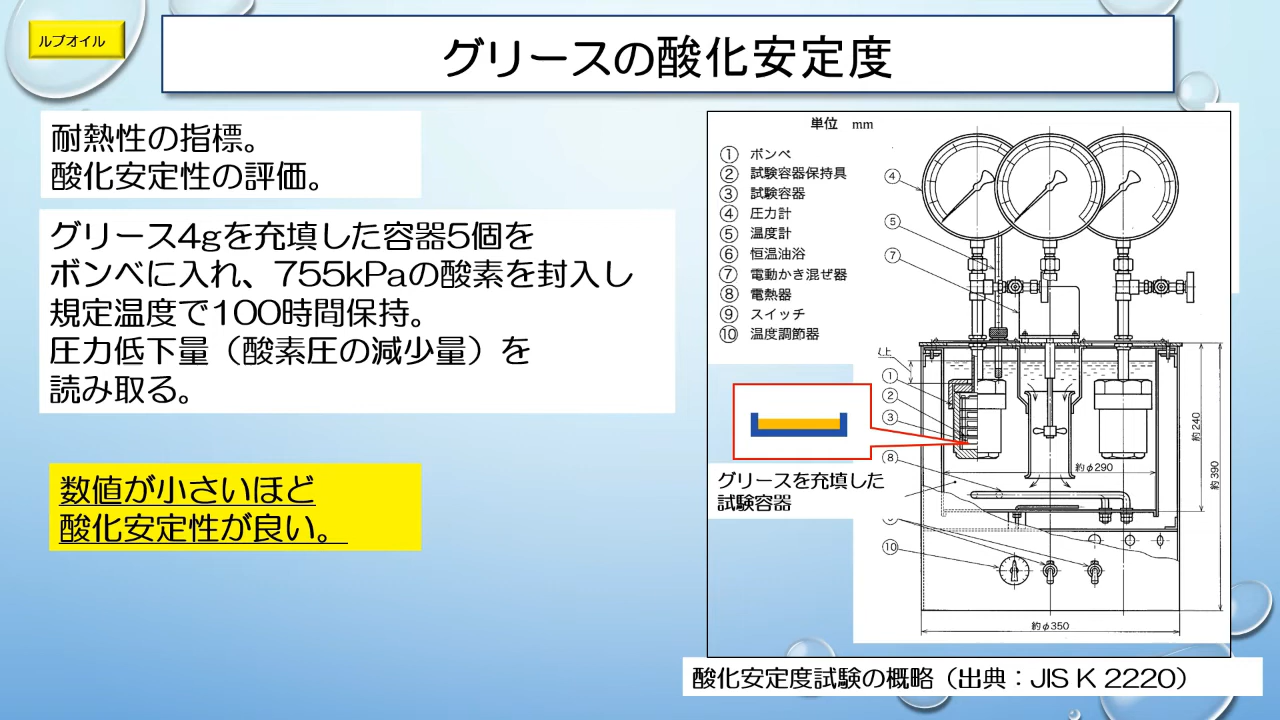 ルブオイル
グリースの酸化安定度
耐熱性の指標。
酸化安定性の評価。
グリース4gを充填した容器5個を
ボンベに入れ、755kPaの酸素を封入し
規定温度で100時間保持。
圧力低下量（酸素圧の減少量）を
読み取る。
数値が小さいほど
酸化安定性が良い。
単位 mm
① ボンベ
② 試験容器保持具
③ 試験容器
④ 圧力計
⑤ 温度計
⑥ 恒温油浴
⑦ 電動かき混ぜ器
⑧ 電熱器
⑨ スイッチ
⑩ 温度調節器
④
⑤
⑦
以上
①
②
③
⑧
⑩
約φ290
約240
約390
約φ350
グリースを充填した
試験容器
酸化安定度試験の概略（出典：JIS K 2220）